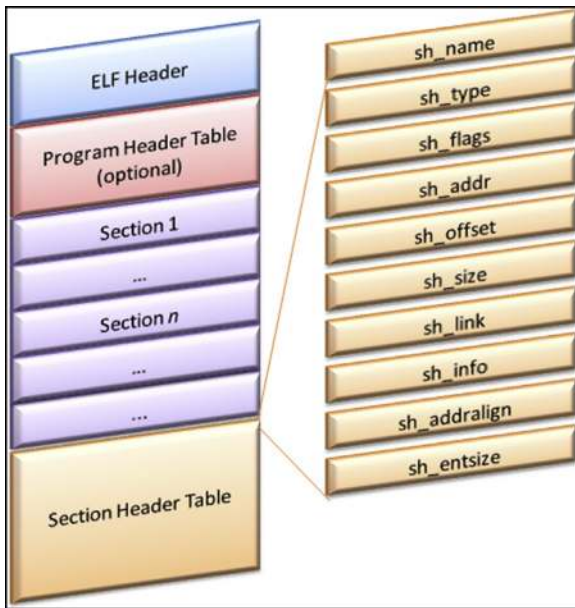 ELF Header
Program Header Table
(optional)
Section 1
...
Section n
...
...
Section Header Table
sh_name
sh_type
sh_flags
sh_addr
sh_offset
sh_size
sh_link
sh_info
sh_addralign
sh_entsize